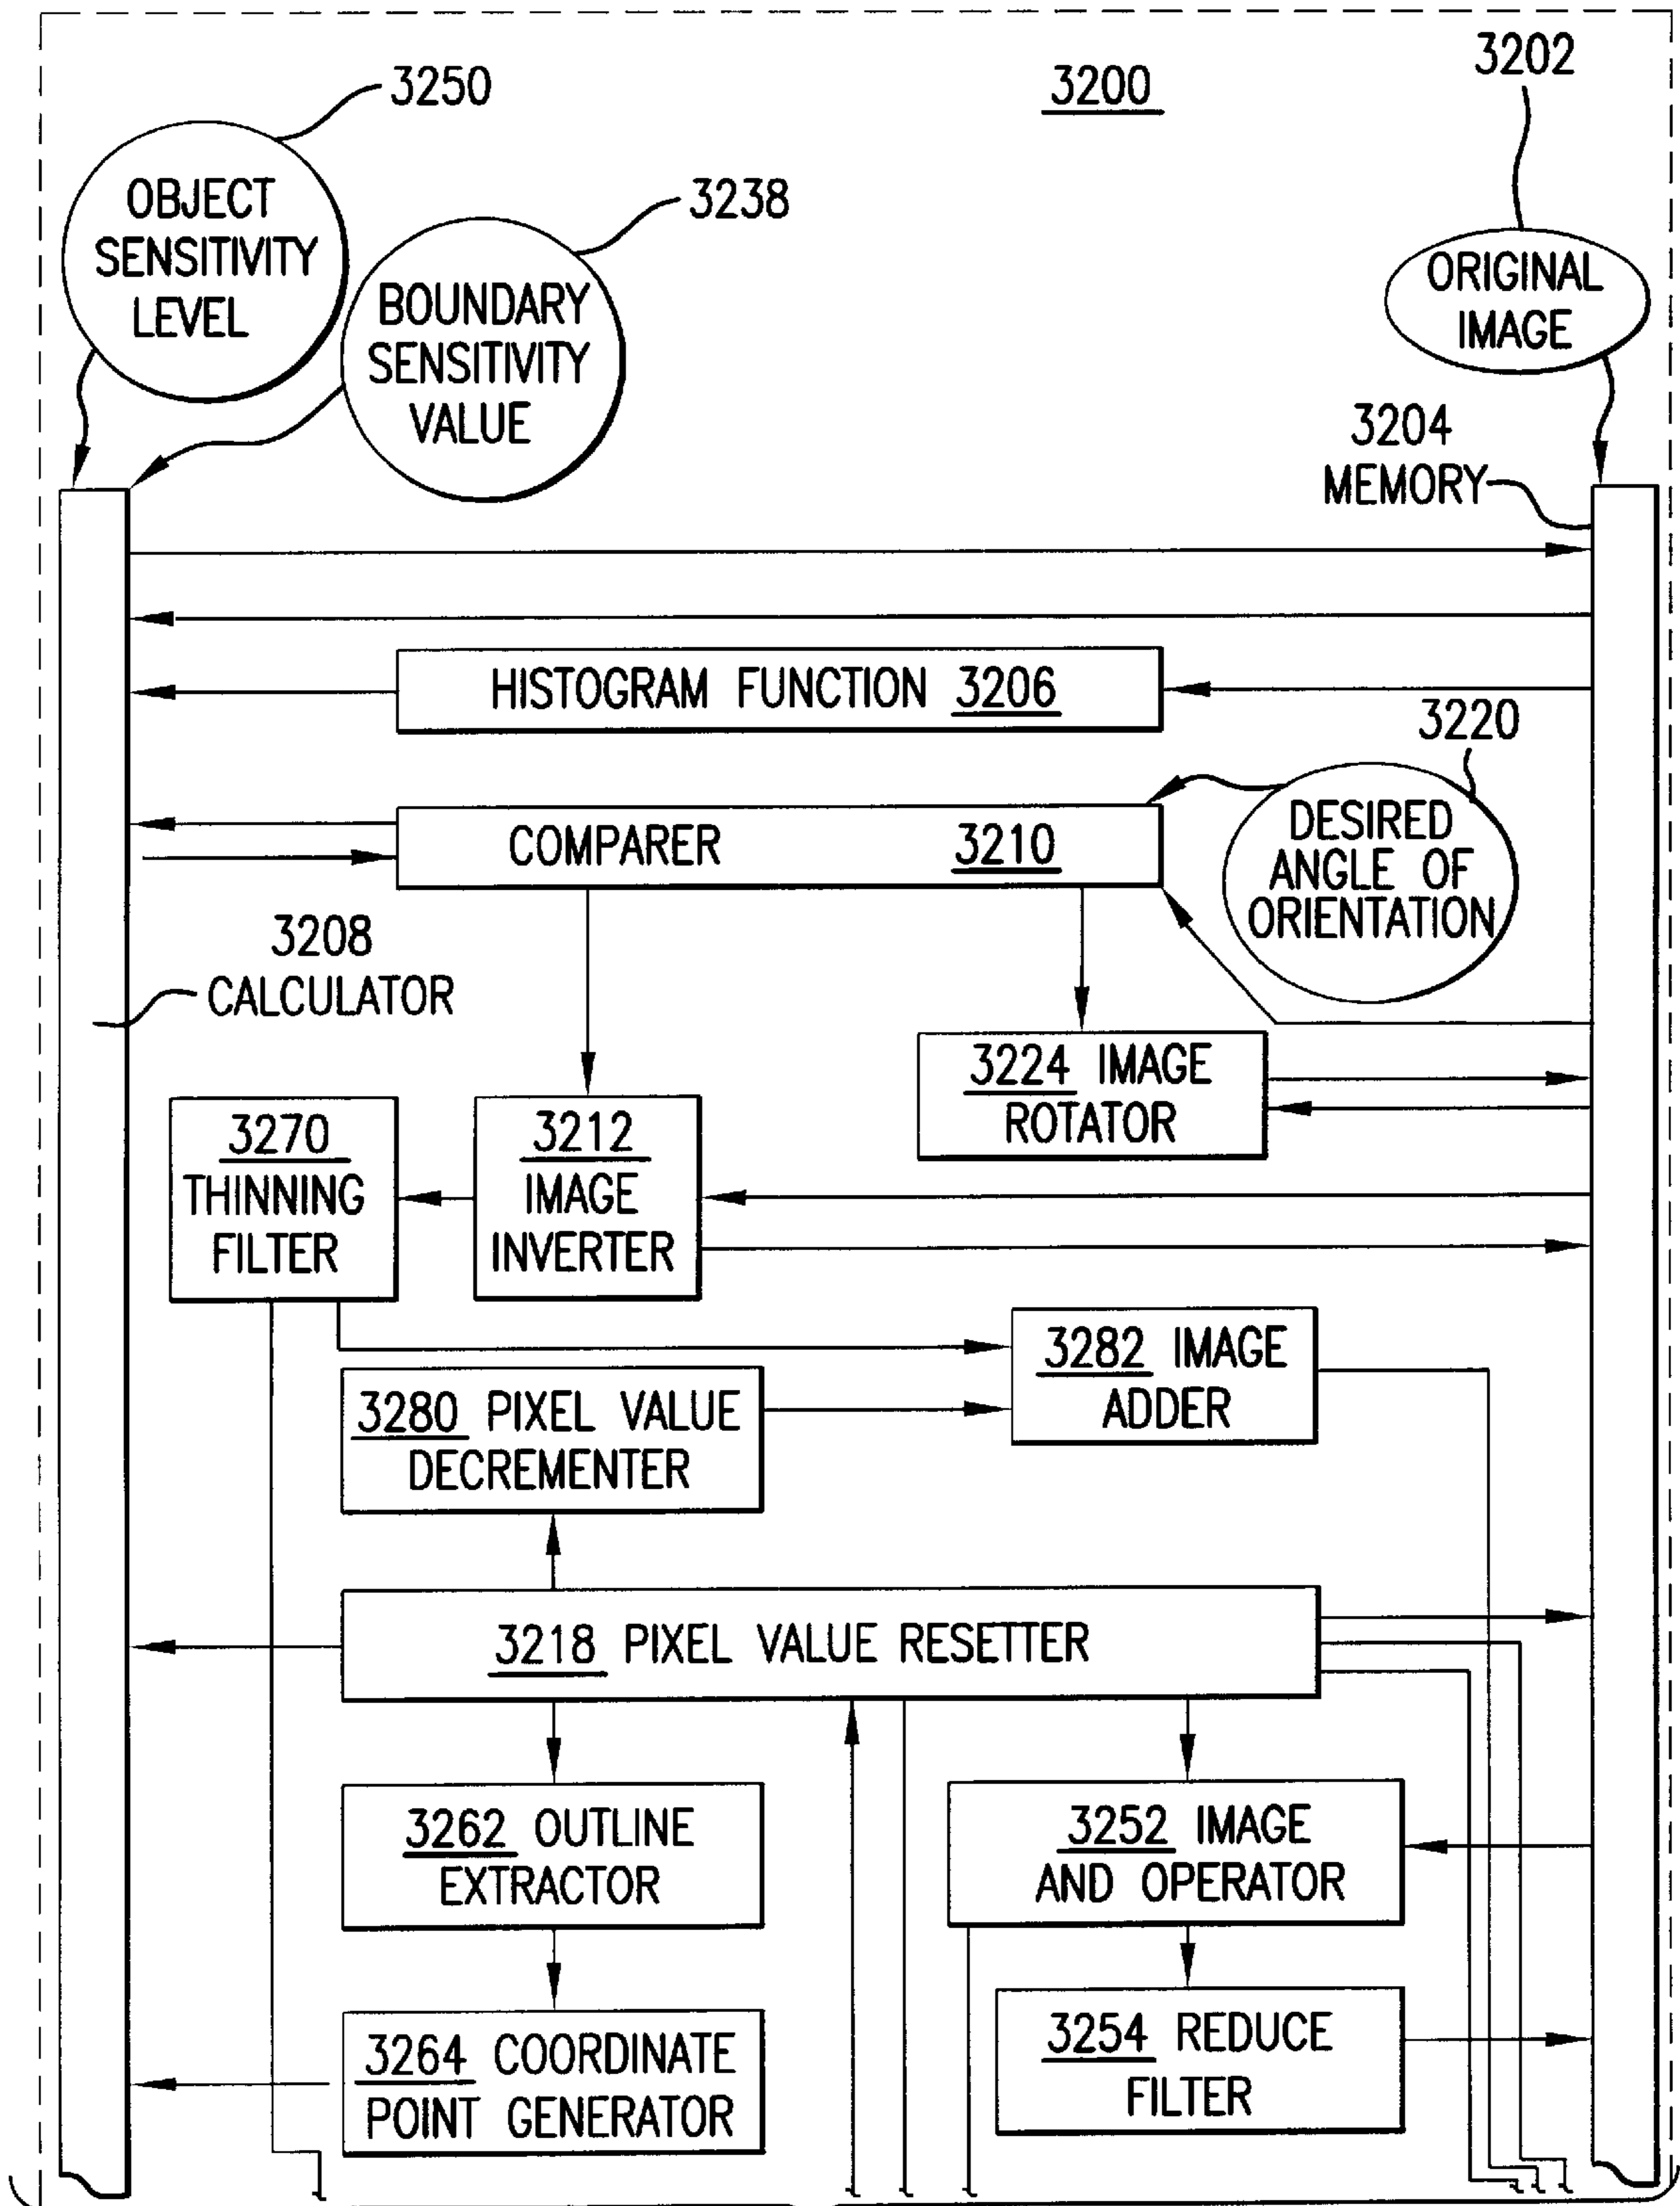 3200
3202
3250
3238
OBJECT
SENSITIVITY
LEVEL
BOUNDARY
SENSITIVITY
VALUE
ORIGINAL
IMAGE
3204
MEMORY
HISTOGRAM FUNCTION 3206
3220
COMPARER 3210
DESIRED
ANGLE OF
ORIENTATION
3208
CALCULATOR
3224 IMAGE
ROTATOR
3270
THINNING
FILTER
3212
IMAGE
INVERTER
3282 IMAGE
ADDER
3280 PIXEL VALUE
DECREMENTER
3218 PIXEL VALUE RESETTER
3262 OUTLINE
EXTRACTOR
3252 IMAGE
AND OPERATOR
3264 COORDINATE
POINT GENERATOR
3254 REDUCE
FILTER